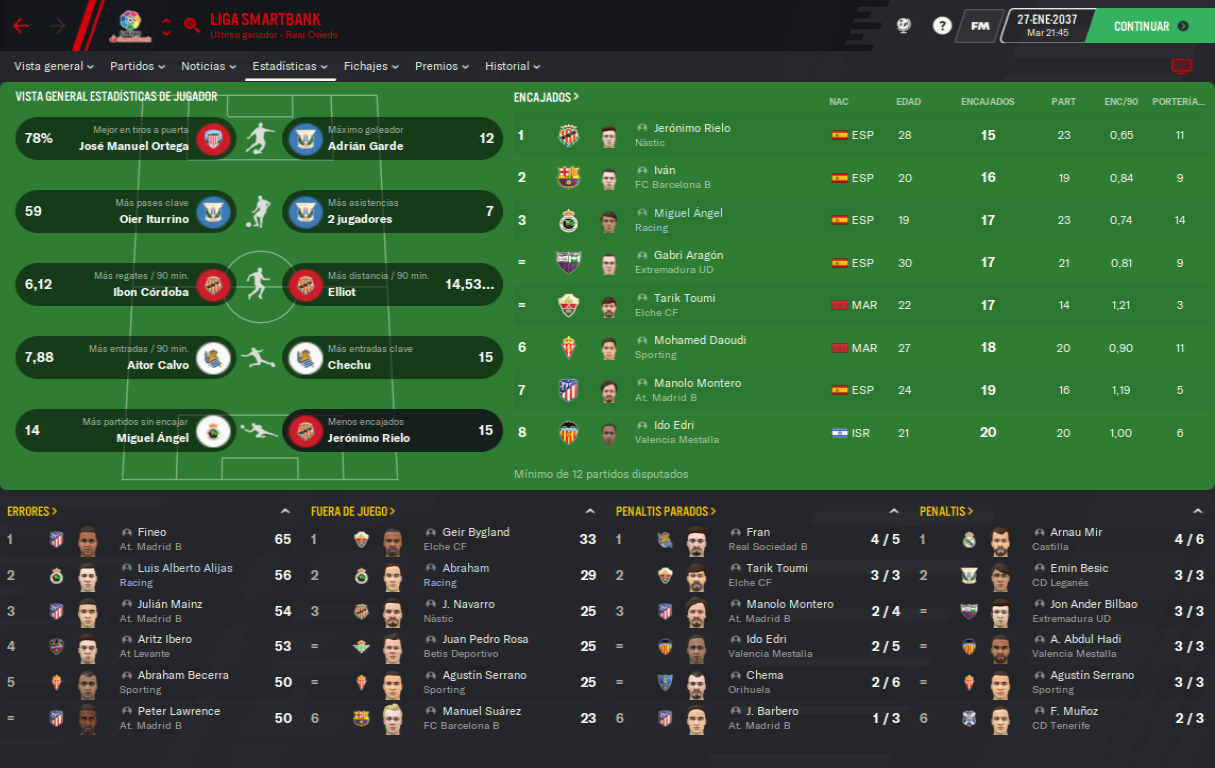 LIGA SMARTBANK
Último ganador - Real Oviedo
?
FM
27-ENE-2037
Mar 21:45
CONTINUAR
Vista general Partidos Noticias Estadísticas Fichajes Premios Historial
VISTA GENERAL ESTADÍSTICAS DE JUGADOR
78% Mejor en tiros a puerta
José Manuel Ortega
Máximo goleador
Adrián Garde 12
59 Más pases clave
Oier Iturrino
Más asistencias
2 jugadores 7
6,12 Más regates / 90 min.
Ibon Córdoba
Más distancia / 90 min.
Elliot 14,53...
7,88 Más entradas / 90 min.
Aitor Calvo
Más entradas clave
Chechu 15
14 Más partidos sin encajar
Miguel Ángel
Menos encajados
Jerónimo Rielo 15
ENCAJADOS NAC EDAD ENCAJADOS PART ENC/90 PORTERÍA...
1 Jerónimo Rielo ESP 28 15 23 0,65 11
Nàstic
2 Iván ESP 20 16 19 0,84 9
FC Barcelona B
3 Miguel Ángel ESP 19 17 23 0,74 14
Racing
= Gabri Aragón ESP 30 17 21 0,81 9
Extremadura UD
= Tarik Toumi MAR 22 17 14 1,21 3
Elche CF
6 Mohamed Daoudi MAR 27 18 20 0,90 11
Sporting
7 Manolo Montero ESP 24 19 16 1,19 5
At. Madrid B
8 Ido Edri ISR 21 20 20 1,00 6
Valencia Mestalla
Mínimo de 12 partidos disputados
ERRORES
1 Fineo 65
At. Madrid B
2 Luis Alberto Alijas 56
Racing
3 Julián Mainz 54
At. Madrid B
4 Aritz Ibero 53
At Levante
5 Abraham Becerra 50
Sporting
= Peter Lawrence 50
At. Madrid B
FUERA DE JUEGO
1 Geir Bygland 33
Elche CF
2 Abraham 29
Racing
3 J. Navarro 25
Nàstic
= Juan Pedro Rosa 25
Betis Deportivo
= Agustín Serrano 25
Sporting
6 Manuel Suárez 23
FC Barcelona B
PENALTIS PARADOS
1 Fran 4 / 5
Real Sociedad B
2 Tarik Toumi 3 / 3
Elche CF
3 Manolo Montero 2 / 4
At. Madrid B
= Ido Edri 2 / 5
Valencia Mestalla
= Chema 2 / 6
Orihuela
6 J. Barbero 1 / 3
At. Madrid B
PENALTIS
1 Arnau Mir 4 / 6
Castilla
2 Emin Besic 3 / 3
CD Leganés
= Jon Ander Bilbao 3 / 3
Extremadura UD
= A. Abdul Hadi 3 / 3
Valencia Mestalla
= Agustín Serrano 3 / 3
Sporting
6 F. Muñoz 2 / 3
CD Tenerife